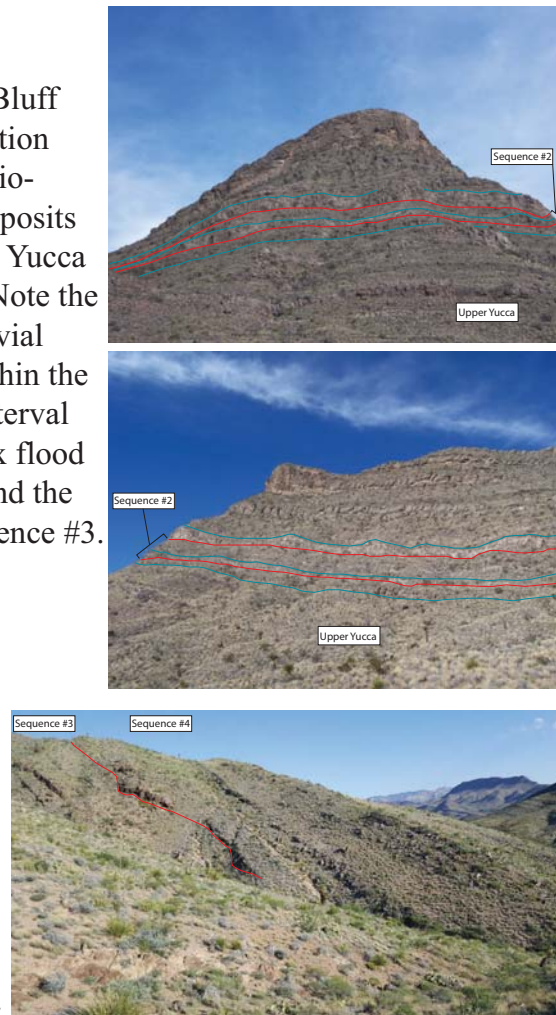 Bluff
tion
io-
posits
Yucca
Note the
vial
hin the
terval
x flood
nd the
ence #3.
Sequence #2
Upper Yucca
Sequence #2
Upper Yucca
Sequence #3
Sequence #4